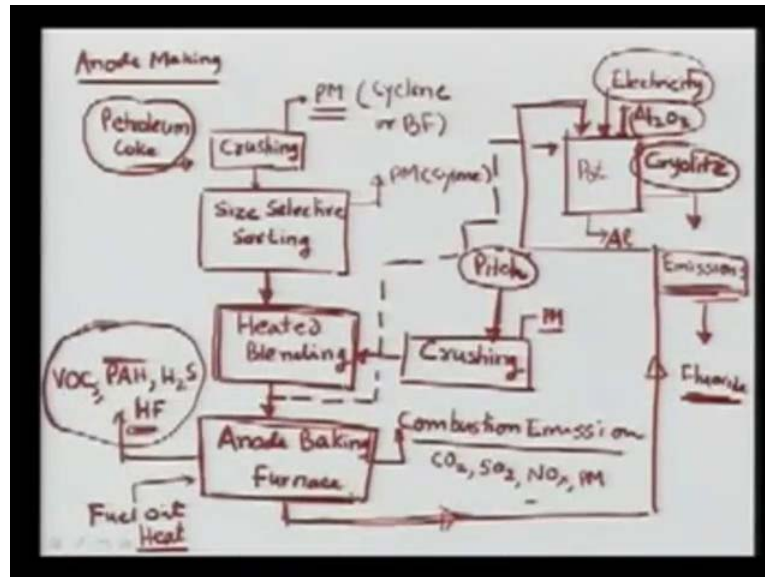 Anode Making
Petroleum
Coke
Crushing
PM (Cyclone
or BF)
Size Selective
Sorting
PM (Cyclone)
Heated
Blending
Pitch
Crushing
PM
Anode Baking
Furnace
VOC, PAH, H2S
HF
Fuel oil
Heat
Combustion Emission
CO2, SO2, NOx, PM
Electricity
Al2O3
Pot
Cryolite
Al
Emissions
Fluoride